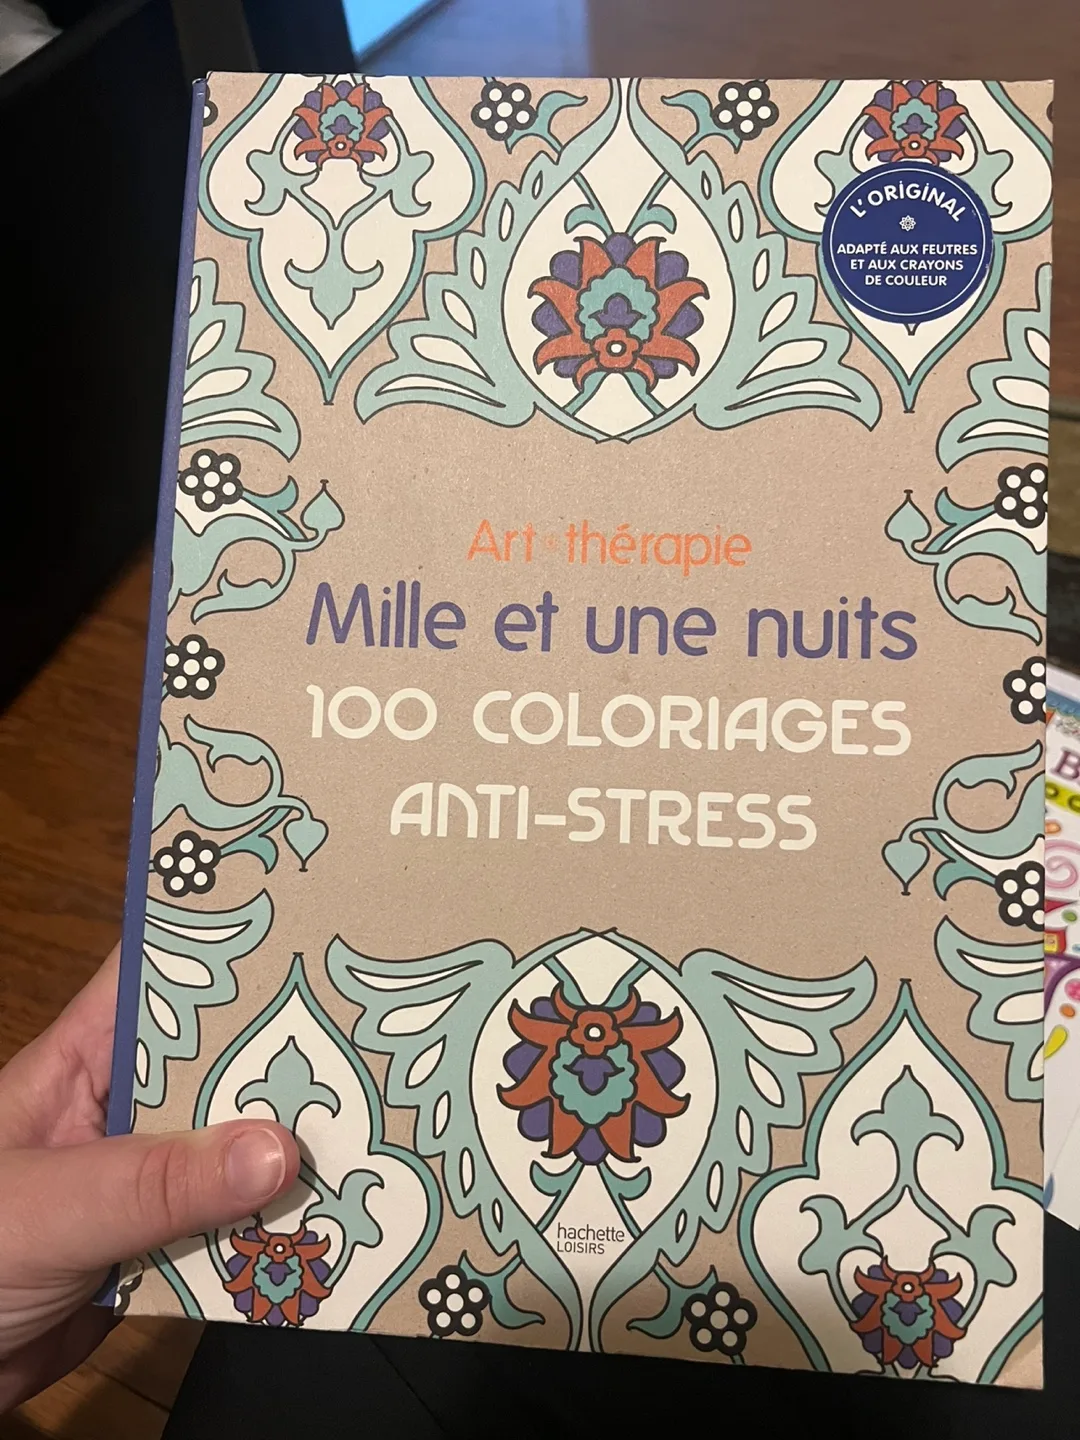 L'ORIGINAL
ADAPTÉ AUX FEUTRES
ET AUX CRAYONS
DE COULEUR
Art thérapie
Mille et une nuits
100 COLORIAGES
ANTI-STRESS
hachette
LOISIRS
B